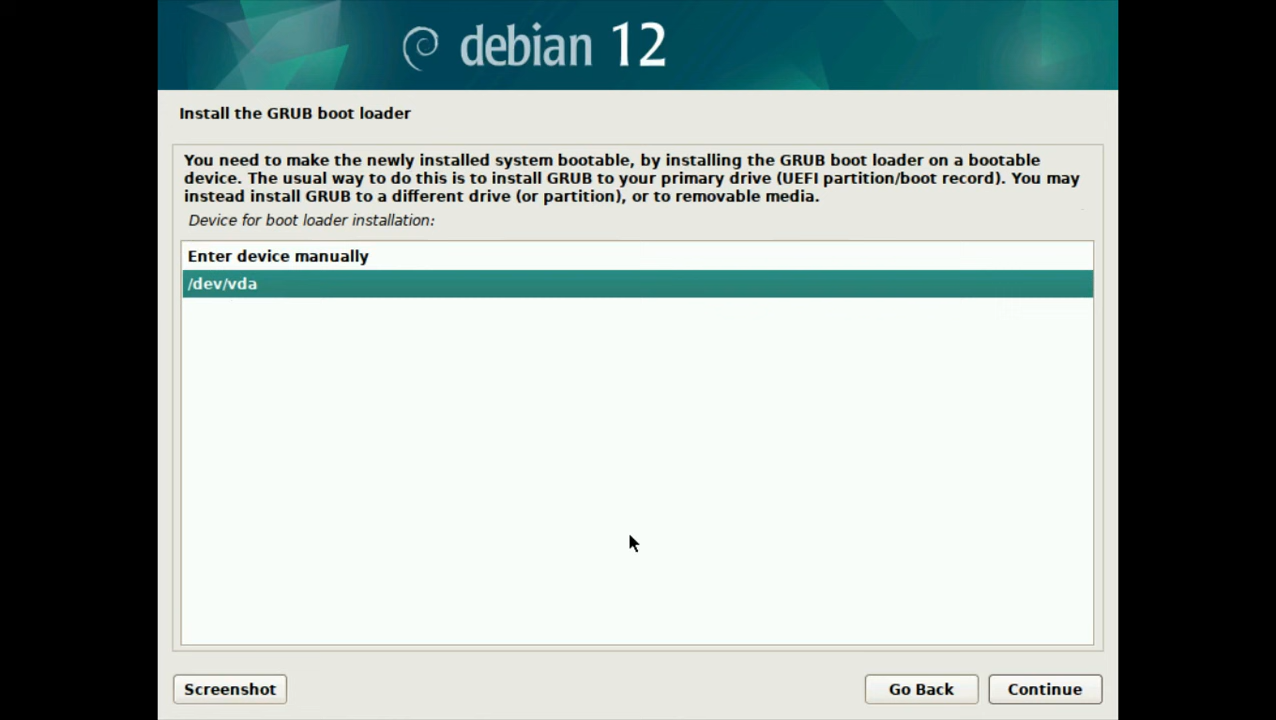 debian 12
Install the GRUB boot loader
You need to make the newly installed system bootable, by installing the GRUB boot loader on a bootable
device. The usual way to do this is to install GRUB to your primary drive (UEFI partition/boot record). You may
instead install GRUB to a different drive (or partition), or to removable media.
Device for boot loader installation:
Enter device manually
/dev/vda
Screenshot
Go Back
Continue